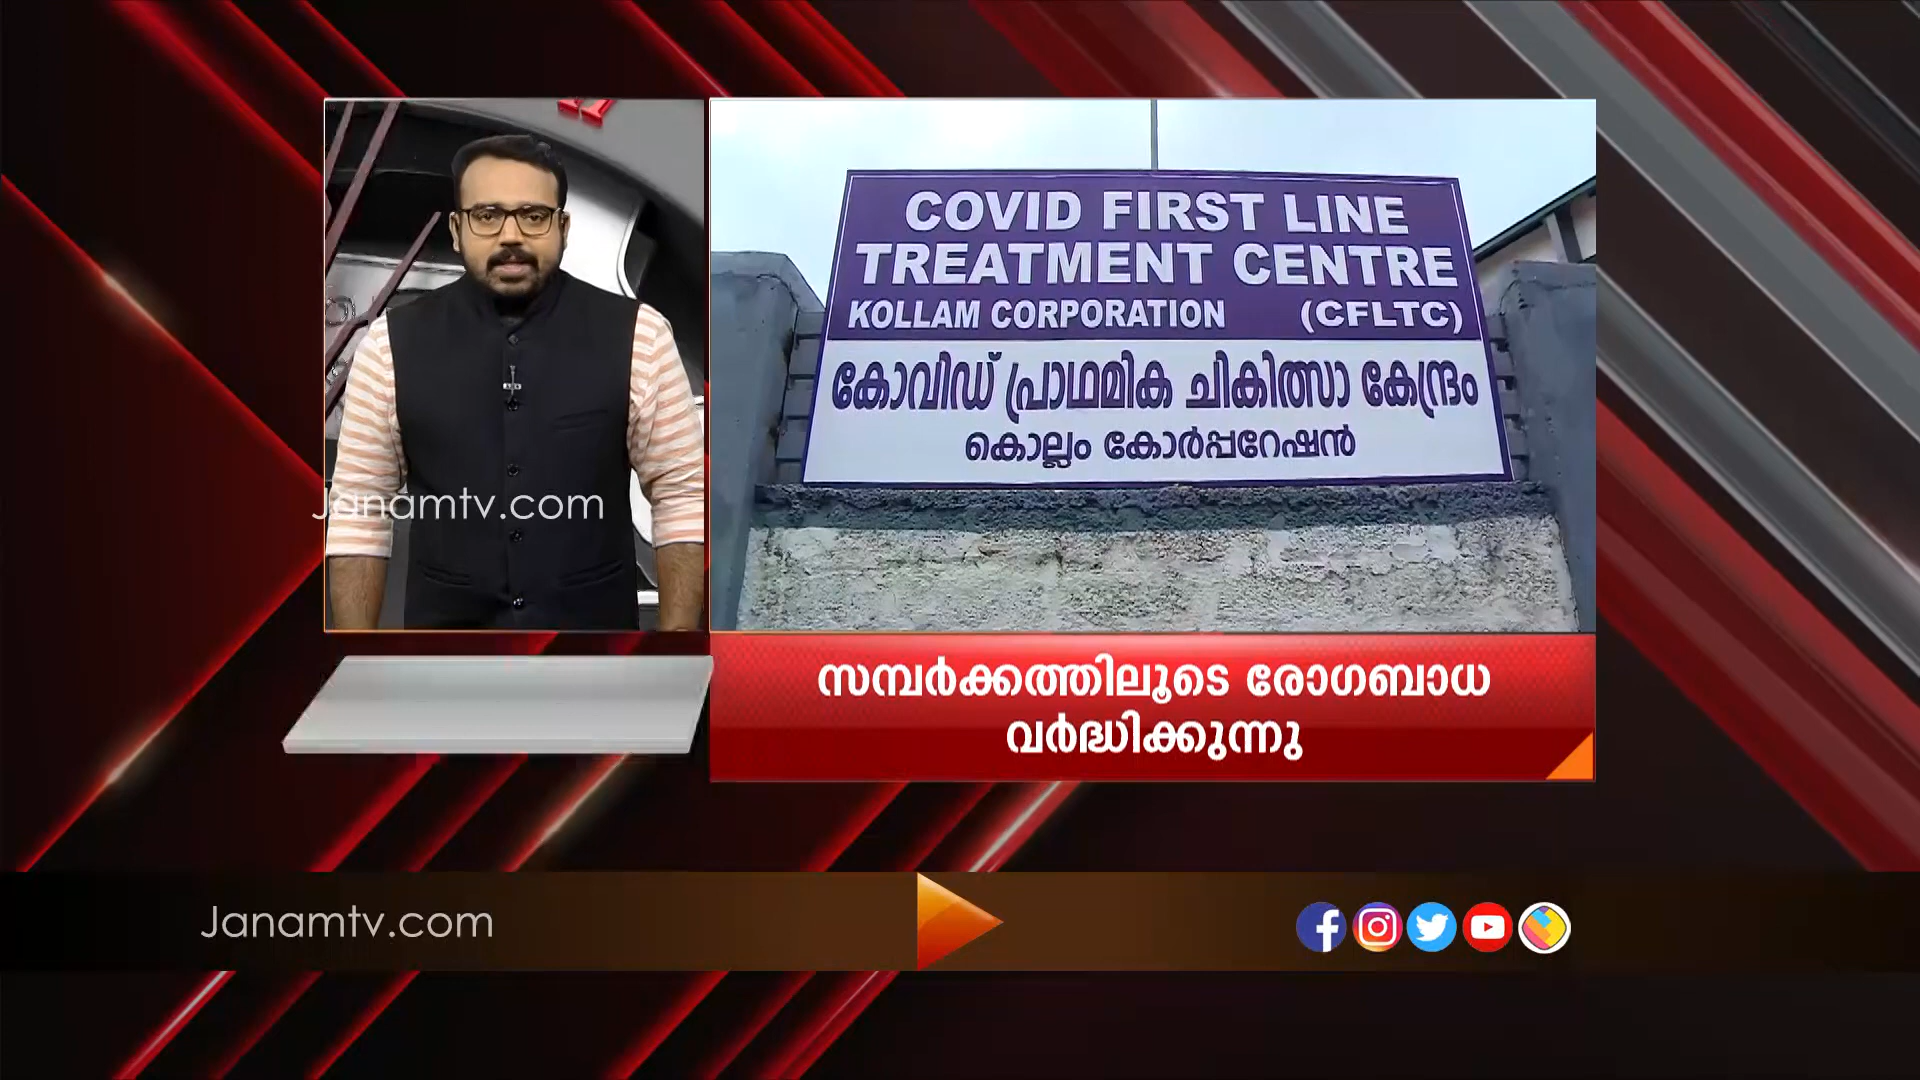 COVID FIRST LINE
TREATMENT CENTRE
KOLLAM CORPORATION (CFLTC)
കോവിഡ് പ്രാഥമിക ചികിത്സാ കേന്ദ്രം
കൊല്ലം കോർപ്പറേഷൻ
Janamtv.com
സമ്പർക്കത്തിലൂടെ രോഗബാധ
വർദ്ധിക്കുന്നു
Janamtv.com